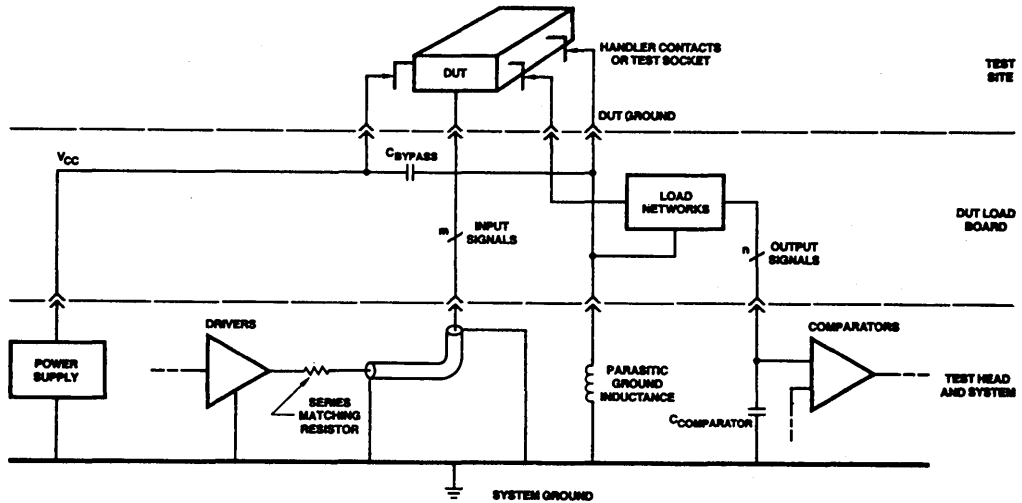 HANDLER CONTACTS
OR TEST SOCKET
DUT
TEST
SITE
DUT GROUND
VCC
CBYPASS
LOAD
NETWORKS
m
INPUT
SIGNALS
n
OUTPUT
SIGNALS
DUT LOAD
BOARD
DRIVERS
COMPARATORS
POWER
SUPPLY
SERIES
MATCHING
RESISTOR
PARASITIC
GROUND
INDUCTANCE
CCOMPARATOR
TEST HEAD
AND SYSTEM
SYSTEM GROUND